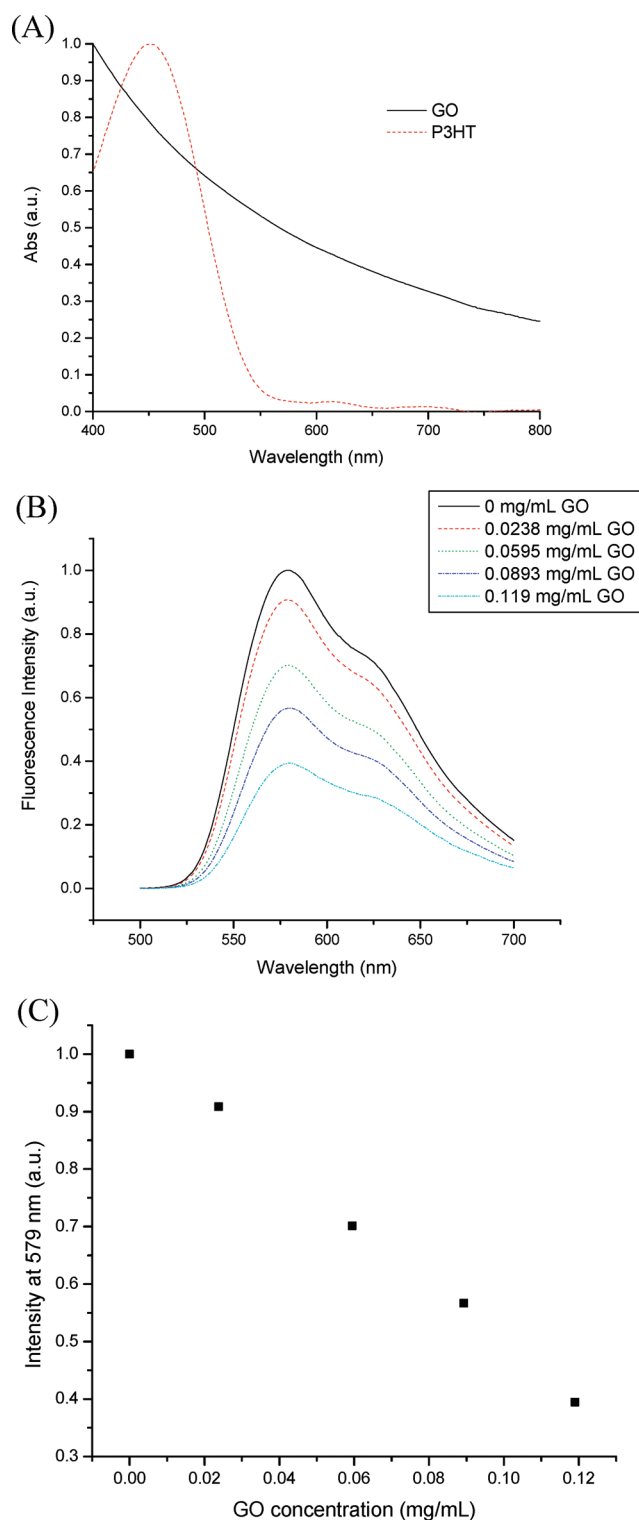 (A)
1.0
0.9
0.8
0.7
0.6
0.5
0.4
0.3
0.2
0.1
0.0
Abs (a.u.)
GO
P3HT
400
500
600
700
800
Wavelength (nm)
(B)
0 mg/mL GO
0.0238 mg/mL GO
0.0595 mg/mL GO
0.0893 mg/mL GO
0.119 mg/mL GO
1.0
0.8
0.6
0.4
0.2
0.0
Fluorescence Intensity (a.u.)
500
550
600
650
700
Wavelength (nm)
(C)
1.0
0.9
0.8
0.7
0.6
0.5
0.4
0.3
Intensity at 579 nm (a.u.)
0.00
0.02
0.04
0.06
0.08
0.10
0.12
GO concentration (mg/mL)